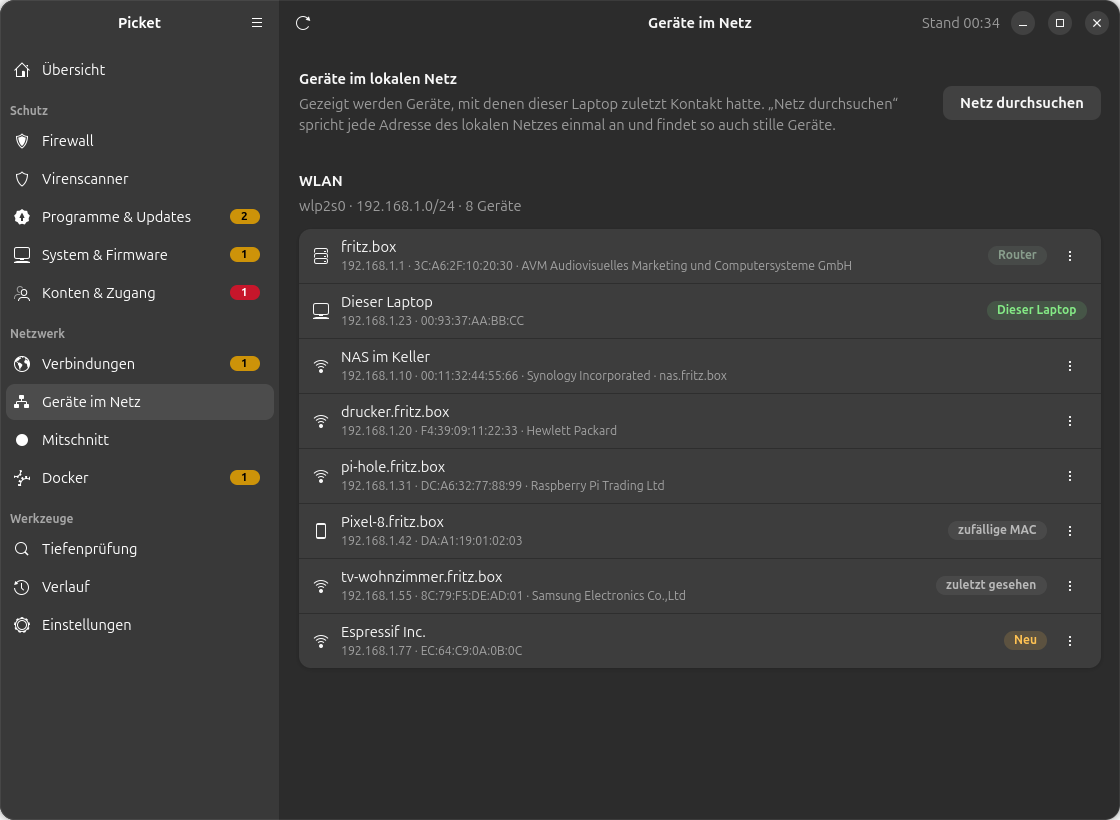 Picket
Geräte im Netz
Stand 00:34
Übersicht
Schutz
Firewall
Virenscanner
Programme & Updates 2
System & Firmware 1
Konten & Zugang 1
Netzwerk
Verbindungen 1
Geräte im Netz
Mitschnitt
Docker 1
Werkzeuge
Tiefenprüfung
Verlauf
Einstellungen
Geräte im lokalen Netz
Gezeigt werden Geräte, mit denen dieser Laptop zuletzt Kontakt hatte. „Netz durchsuchen“
spricht jede Adresse des lokalen Netzes einmal an und findet so auch stille Geräte.
Netz durchsuchen
WLAN
wlp2s0 · 192.168.1.0/24 · 8 Geräte
fritz.box
192.168.1.1 · 3C:A6:2F:10:20:30 · AVM Audiovisuelles Marketing und Computersysteme GmbH
Router
Dieser Laptop
192.168.1.23 · 00:93:37:AA:BB:CC
Dieser Laptop
NAS im Keller
192.168.1.10 · 00:11:32:44:55:66 · Synology Incorporated · nas.fritz.box
drucker.fritz.box
192.168.1.20 · F4:39:09:11:22:33 · Hewlett Packard
pi-hole.fritz.box
192.168.1.31 · DC:A6:32:77:88:99 · Raspberry Pi Trading Ltd
Pixel-8.fritz.box
192.168.1.42 · DA:A1:19:01:02:03
zufällige MAC
tv-wohnzimmer.fritz.box
192.168.1.55 · 8C:79:F5:DE:AD:01 · Samsung Electronics Co.,Ltd
zuletzt gesehen
Espressif Inc.
192.168.1.77 · EC:64:C9:0A:0B:0C
Neu